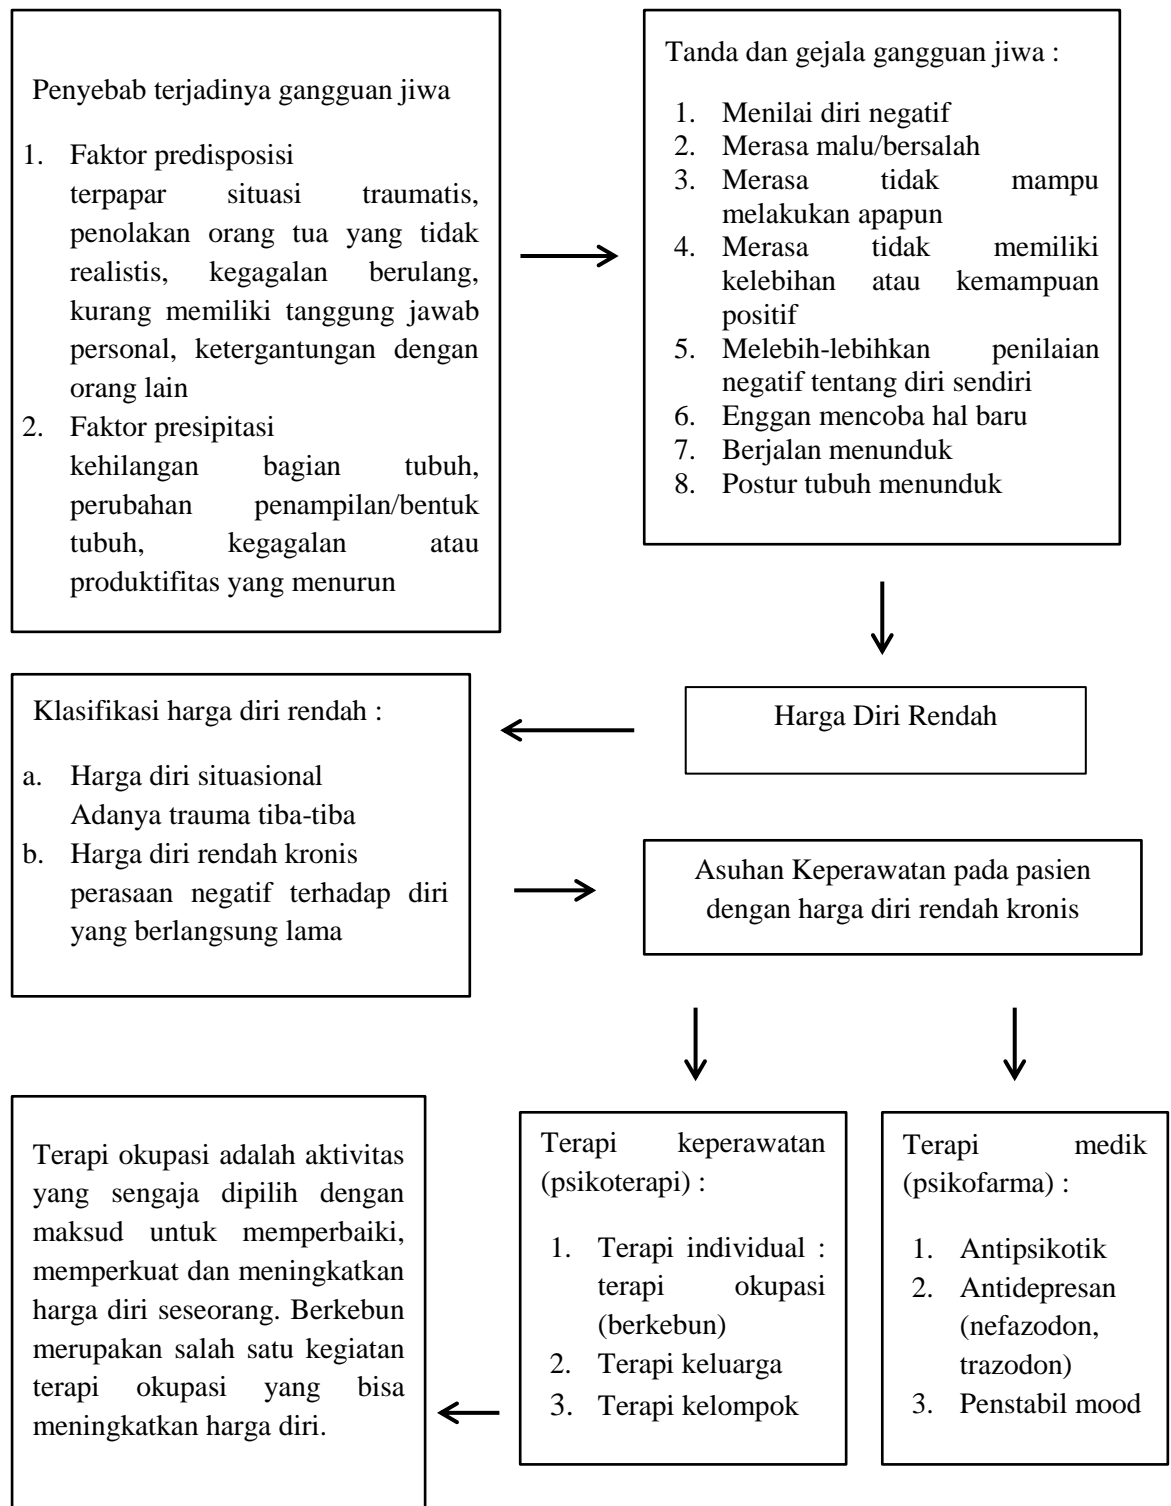 Penyebab terjadinya gangguan jiwa
1. Faktor predisposisi
terpapar situasi traumatis,
penolakan orang tua yang tidak
realistis, kegagalan berulang,
kurang memiliki tanggung jawab
personal, ketergantungan dengan
orang lain
2. Faktor presipitasi
kehilangan bagian tubuh,
perubahan penampilan/bentuk
tubuh, kegagalan atau
produktifitas yang menurun
Tanda dan gejala gangguan jiwa :
1. Menilai diri negatif
2. Merasa malu/bersalah
3. Merasa tidak mampu
melakukan apapun
4. Merasa tidak memiliki
kelebihan atau kemampuan
positif
5. Melebih-lebihkan penilaian
negatif tentang diri sendiri
6. Enggan mencoba hal baru
7. Berjalan menunduk
8. Postur tubuh menunduk
Harga Diri Rendah
Klasifikasi harga diri rendah :
a. Harga diri situasional
Adanya trauma tiba-tiba
b. Harga diri rendah kronis
perasaan negatif terhadap diri
yang berlangsung lama
Asuhan Keperawatan pada pasien
dengan harga diri rendah kronis
Terapi keperawatan
(psikoterapi) :
1. Terapi individual :
terapi okupasi
(berkebun)
2. Terapi keluarga
3. Terapi kelompok
Terapi medik
(psikofarma) :
1. Antipsikotik
2. Antidepresan
(nefazodon,
trazodon)
3. Penstabil mood
Terapi okupasi adalah aktivitas
yang sengaja dipilih dengan
maksud untuk memperbaiki,
memperkuat dan meningkatkan
harga diri seseorang. Berkebun
merupakan salah satu kegiatan
terapi okupasi yang bisa
meningkatkan harga diri.